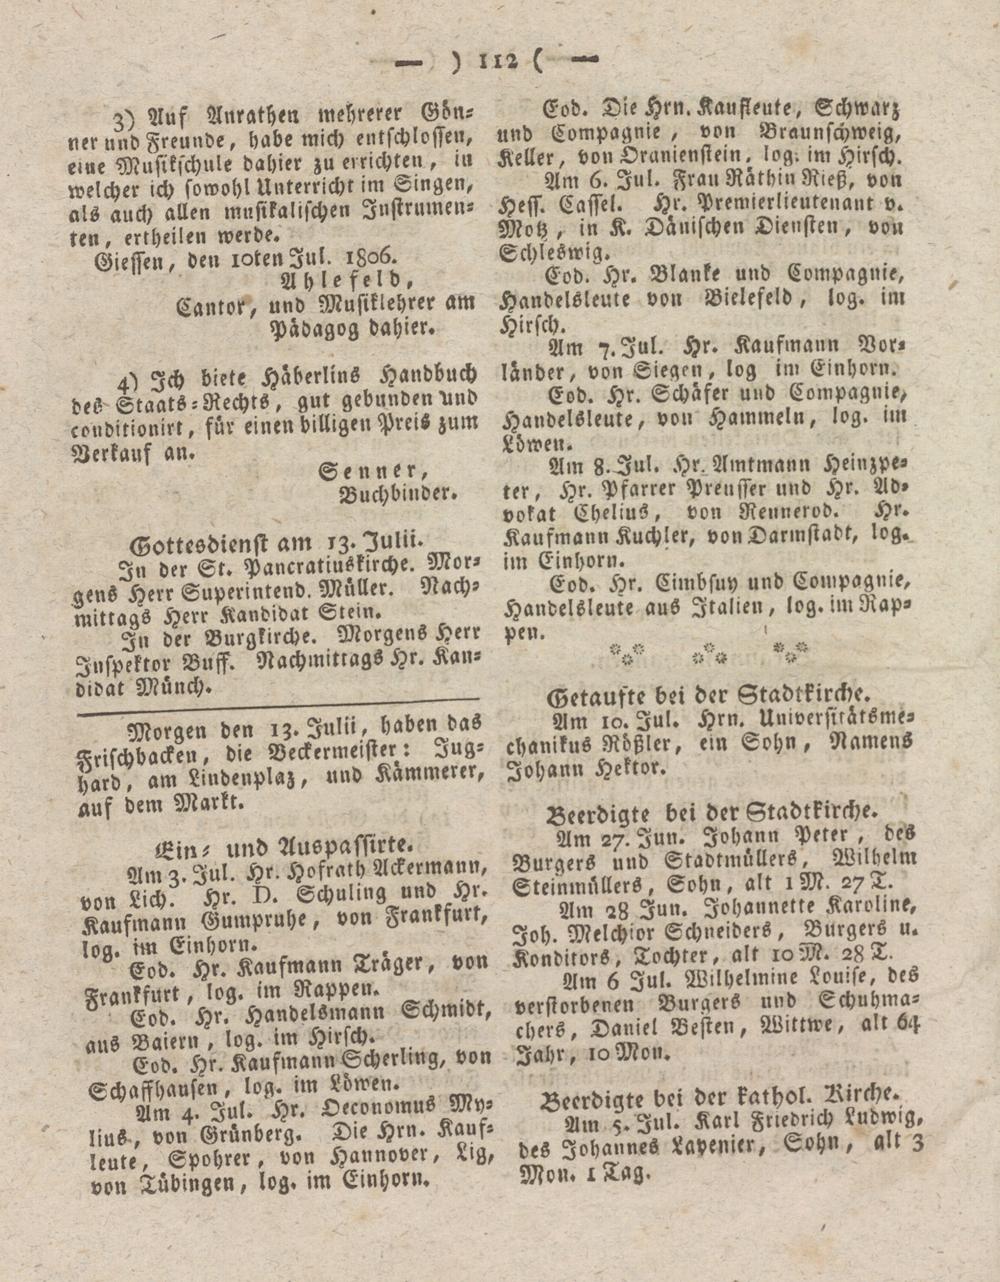 — ) 112 ( —
3) Auf Anrathen mehrerer Gön⸗
ner und Freunde, habe mich entschlossen,
eine Musikschule dahier zu errichten, in
welcher ich sowohl Unterricht im Singen,
als auch allen musikalischen Instrumen⸗
ten, ertheilen werde.
Giessen, den 10ten Jul. 1806.
Ahlefeld,
Cantor, und Musiklehrer am
Pädagog dahier.
4) Ich biete Häberlins Handbuch
des Staats⸗Rechts, gut gebunden und
conditionirt, für einen billigen Preis zum
Verkauf an.
Senner,
Buchbinder.
Gottesdienst am 13. Julii.
In der St. Pancratiuskirche. Mor⸗
gens Herr Superintend. Müller. Nach⸗
mittags Herr Kandidat Stein.
In der Burgkirche. Morgens Herr
Inspektor Buff. Nachmittags Hr. Kan⸗
didat Münch.
Morgen den 13. Julii, haben das
Frischbacken, die Beckermeister: Jug⸗
hard, am Lindenplaz, und Kämmerer,
auf dem Markt.
Ein⸗ und Auspassirte.
Am 3. Jul. Hr. Hofrath Ackermann,
von Lich. Hr. D. Schuling und Hr.
Kaufmann Gumpruhe, von Frankfurt,
log. im Einhorn.
Eod. Hr. Kaufmann Träger, von
Frankfurt, log. im Rappen.
Eod. Hr. Handelsmann Schmidt,
aus Baiern, log. im Hirsch.
Eod. Hr. Kaufmann Scherling, von
Schaffhausen, log. im Löwen.
Am 4. Jul. Hr. Oeconomus My⸗
lius, von Grünberg. Die Hrn. Kauf⸗
leute, Spohrer, von Hannover, Lig,
von Tübingen, log. im Einhorn.
Eod. Die Hrn. Kaufleute, Schwarz
und Compagnie, von Braunschweig,
Keller, von Oranienstein, log. im Hirsch.
Am 6. Jul. Frau Räthin Rieß, von
Hess. Cassel. Hr. Premierlieutenant v.
Motz, in K. Dänischen Diensten, von
Schleswig.
Eod. Hr. Blanke und Compagnie,
Handelsleute von Bielefeld, log. im
Hirsch.
Am 7. Jul. Hr. Kaufmann Vor⸗
länder, von Siegen, log im Einhorn.
Eod. Hr. Schäfer und Compagnie,
Handelsleute, von Hammeln, log. im
Löwen.
Am 8. Jul. Hr. Amtmann Heinzpe⸗
ter, Hr. Pfarrer Preusser und Hr. Ad⸗
vokat Chelius, von Rennerod. Hr.
Kaufmann Kuchler, von Darmstadt, log.
im Einhorn.
Eod. Hr. Cimbsuy und Compagnie,
Handelsleute aus Italien, log. im Rap⸗
pen.
Getaufte bei der Stadtkirche.
Am 10. Jul. Hrn. Universitätsme⸗
chanikus Rößler, ein Sohn, Namens
Johann Hektor.
Beerdigte bei der Stadtkirche.
Am 27. Jun. Johann Peter, des
Burgers und Stadtmüllers, Wilhelm
Steinmüllers, Sohn, alt 1 M. 27 T.
Am 28 Jun. Johannette Karoline,
Joh. Melchior Schneiders, Burgers u.
Konditors, Tochter, alt 10 M. 28 T.
Am 6 Jul. Wilhelmine Louise, des
verstorbenen Burgers und Schuhma⸗
chers, Daniel Besten, Wittwe, alt 64
Jahr, 10 Mon.
Beerdigte bei der kathol. Kirche.
Am 5. Jul. Karl Friedrich Ludwig,
des Johannes Lavenier, Sohn, alt 3
Mon. 1 Tag.